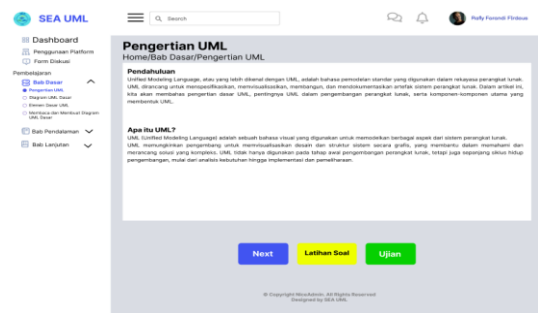 SEA UML
Search
Rafly Forendi Firdaus
Dashboard
Penggunaan Platform
Form Diskusi
Pembelajaran
Bab Dasar
Pengertian UML
Diagram UML Dasar
Elemen Dasar UML
Membaca dan Membuat Diagram
UML Dasar
Bab Pendalaman
Bab Lanjutan
Pengertian UML
Home/Bab Dasar/Pengertian UML
Pendahuluan
Unified Modeling Language, atau yang lebih dikenal dengan UML, adalah bahasa pemodelan standar yang digunakan dalam rekayasa perangkat lunak.
UML dirancang untuk menspesifikasikan, memvisualisasikan, membangun, dan mendokumentasikan artefak sistem perangkat lunak. Dalam artikel ini,
kita akan membahas pengertian dasar UML, pentingnya UML dalam pengembangan perangkat lunak, serta komponen-komponen utama yang
membentuk UML.
Apa itu UML?
UML (Unified Modeling Language) adalah sebuah bahasa visual yang digunakan untuk memodelkan berbagai aspek dari sistem perangkat lunak.
UML memungkinkan pengembang untuk memvisualisasikan desain dan struktur sistem secara grafis, yang membantu dalam memahami dan
merancang solusi yang kompleks. UML tidak hanya digunakan pada tahap awal pengembangan perangkat lunak, tetapi juga sepanjang siklus hidup
pengembangan, mulai dari analisis kebutuhan hingga implementasi dan pemeliharaan.
Next
Latihan Soal
Ujian
© Copyright NiceAdmin. All Rights Reserved
Designed by SEA UML